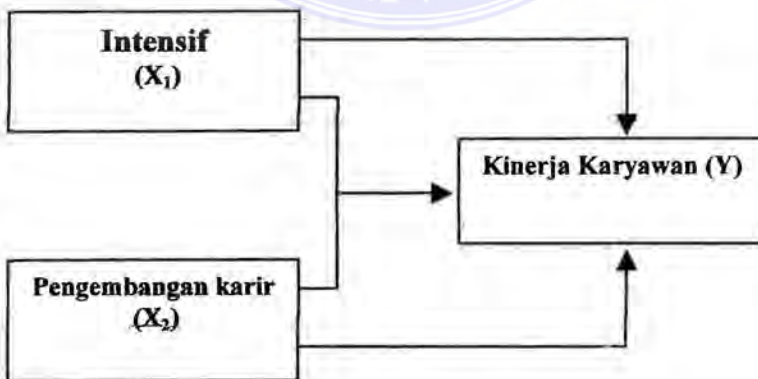 Intensif
(X₁)
Kinerja Karyawan (Y)
Pengembangan karir
(X₂)